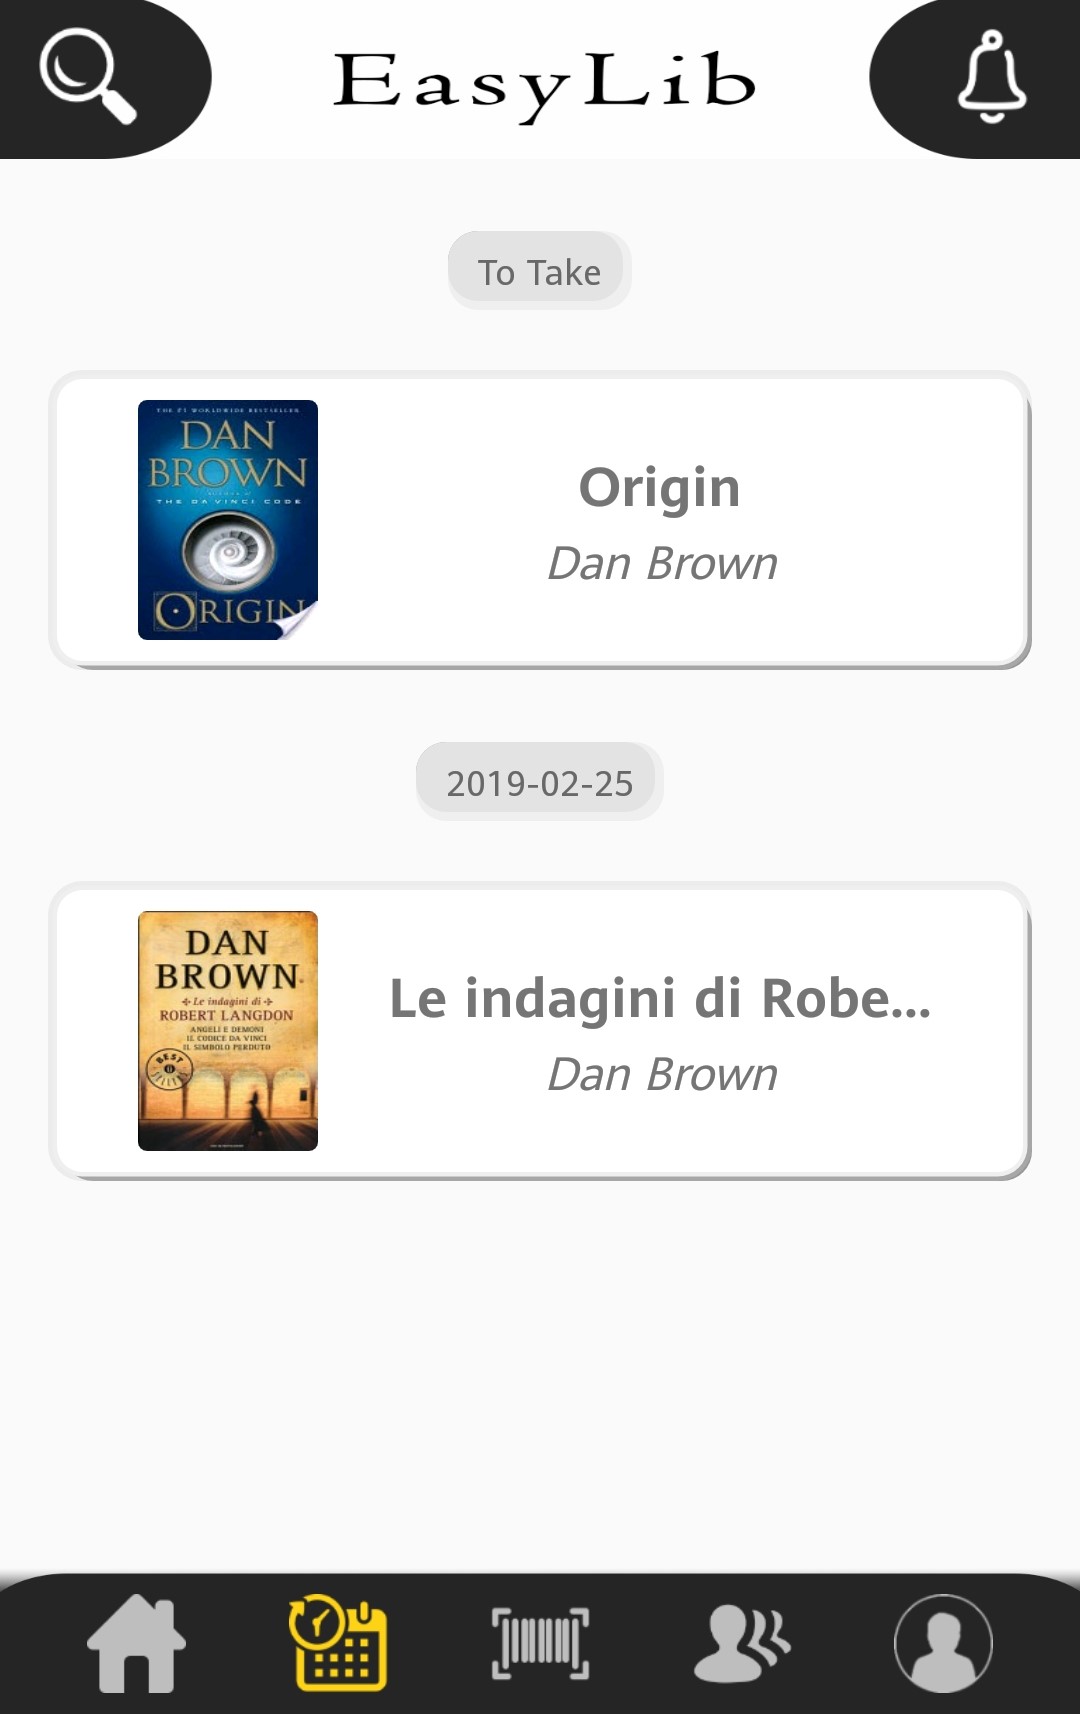 EasyLib
To Take
THE #1 WORLDWIDE BESTSELLER
DAN
BROWN
THE DA VINCI CODE
ORIGIN
Origin
Dan Brown
2019-02-25
DAN
BROWN
Le indagini di
ROBERT LANGDON
ANGELI E DEMONI
IL CODICE DA VINCI
IL SIMBOLO PERDUTO
BEST
Le indagini di Robe...
Dan Brown